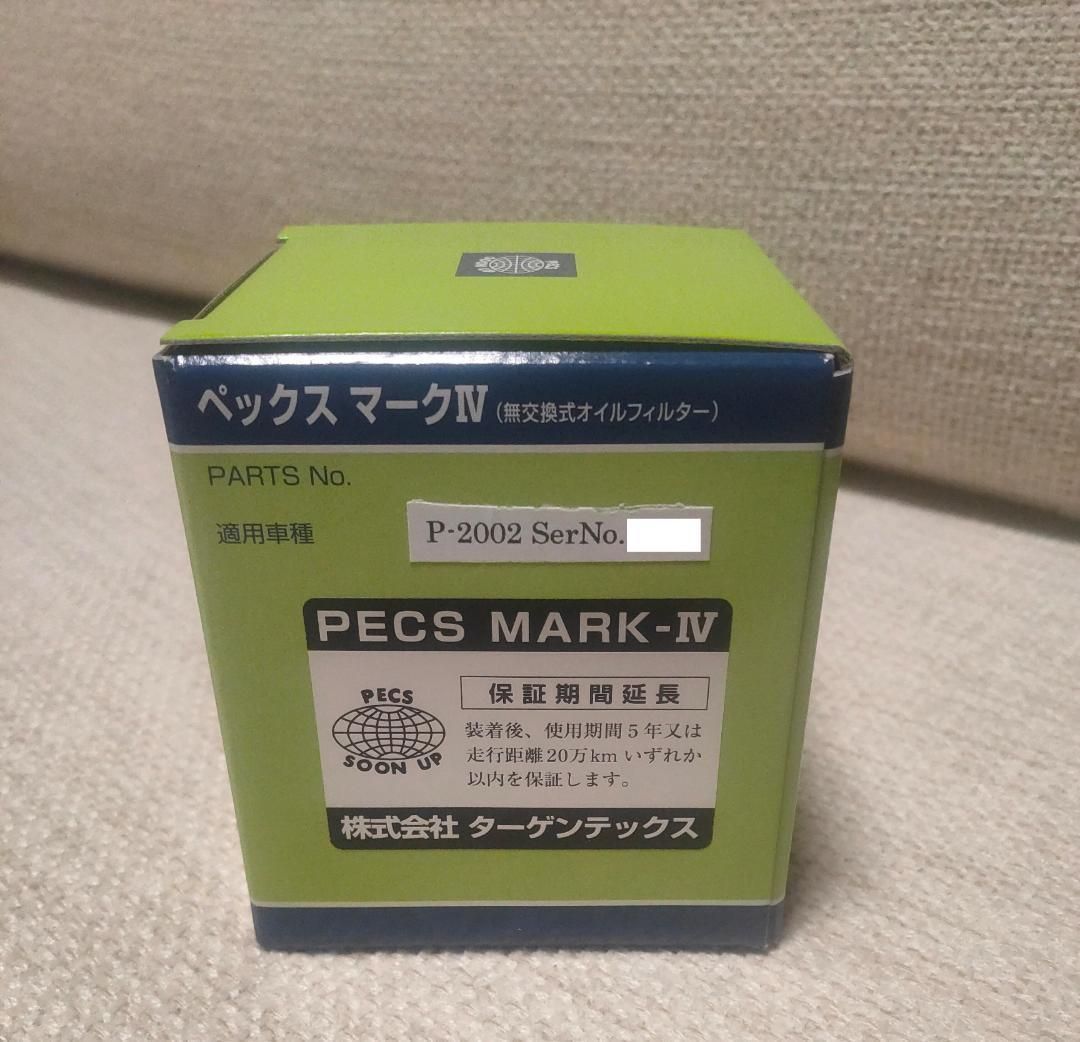 PECS
ペックス マークⅣ（無交換式オイルフィルター）
PARTS No.
適用車種
P-2002 SerNo.
PECS MARK-Ⅳ
PECS
SOON UP
保証期間延長
装着後、使用期間５年又は
走行距離20万km いずれか
以内を保証します。
株式会社 ターゲンテックス